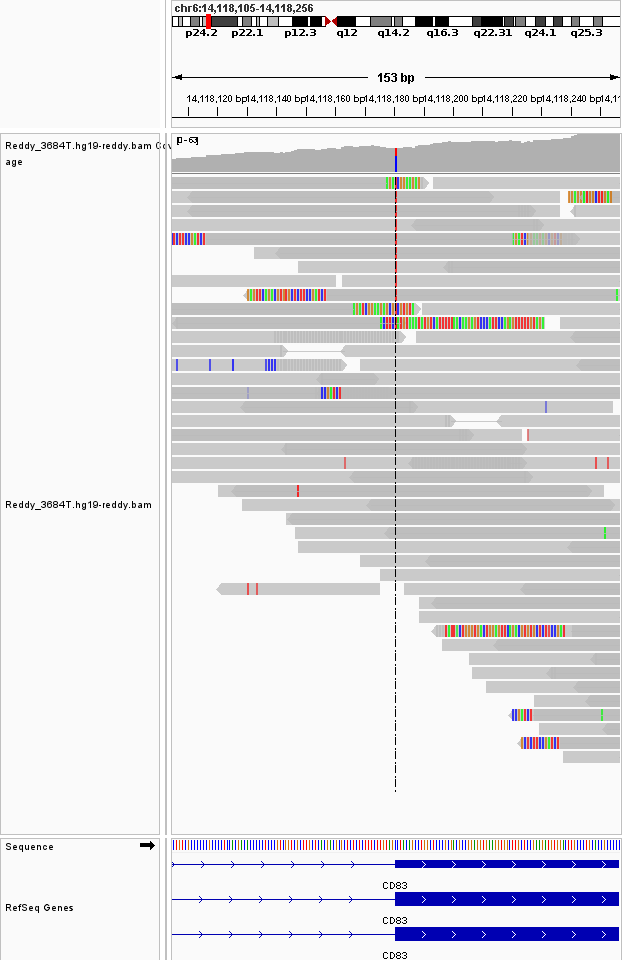 chr6:14,118,105-14,118,256
p24.2 p22.1 p12.3 q12 q14.2 q16.3 q22.31 q24.1 q25.3
153 bp
14,118,120 bp 14,118,140 bp 14,118,160 bp 14,118,180 bp 14,118,200 bp 14,118,220 bp 14,118,240 bp 14,11
Reddy_3684T.hg19-reddy.bam Cov
age
[0 - 63]
Reddy_3684T.hg19-reddy.bam
Sequence
CD83
RefSeq Genes
CD83
CD83